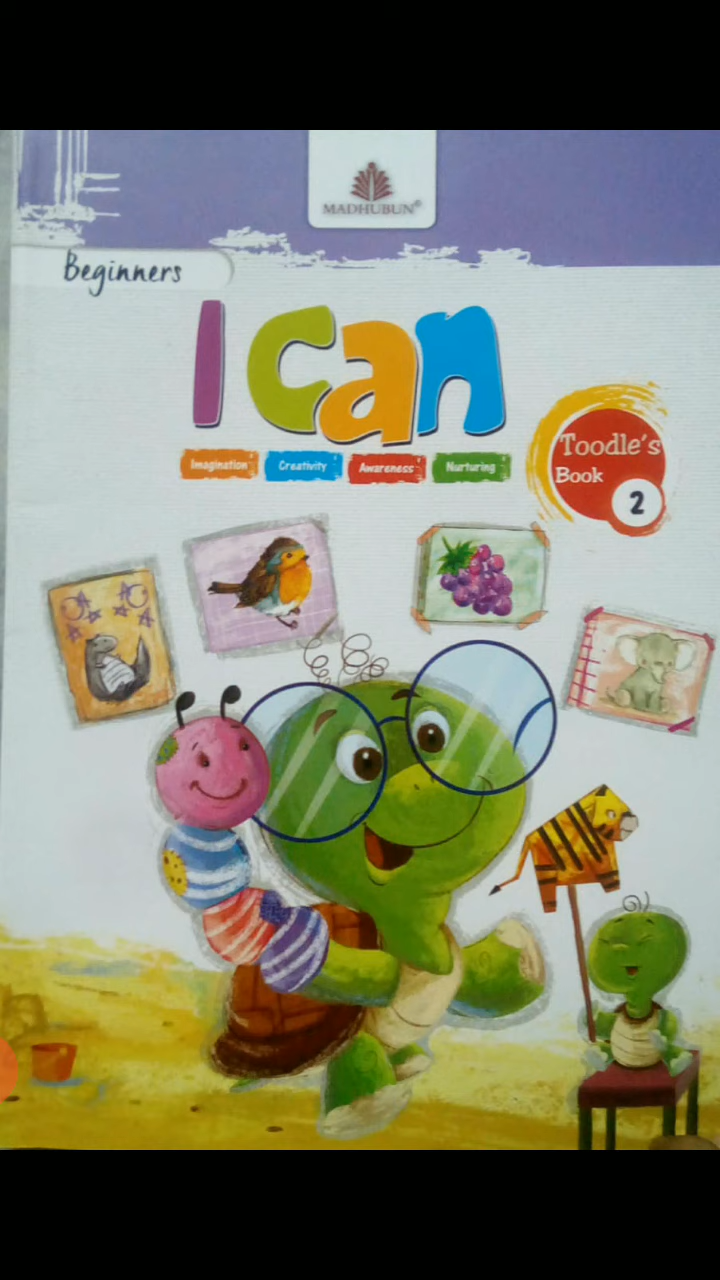 MADHUBUN®
Beginners
I can
Imagination Creativity Awareness Nurturing
Toodle's
Book
2